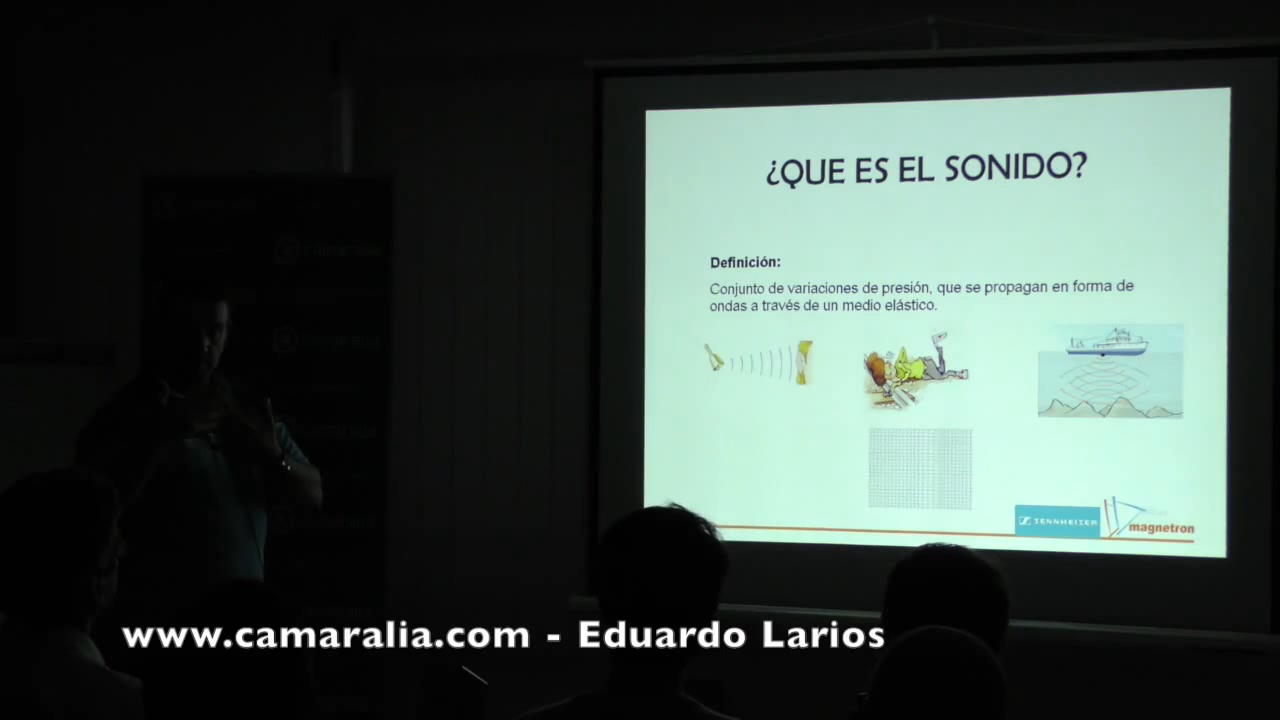 ¿QUE ES EL SONIDO?
Definición:
Conjunto de variaciones de presión, que se propagan en forma de
ondas a través de un medio elástico.
SENNHEISER
magnetron
www.camaralia.com - Eduardo Larios